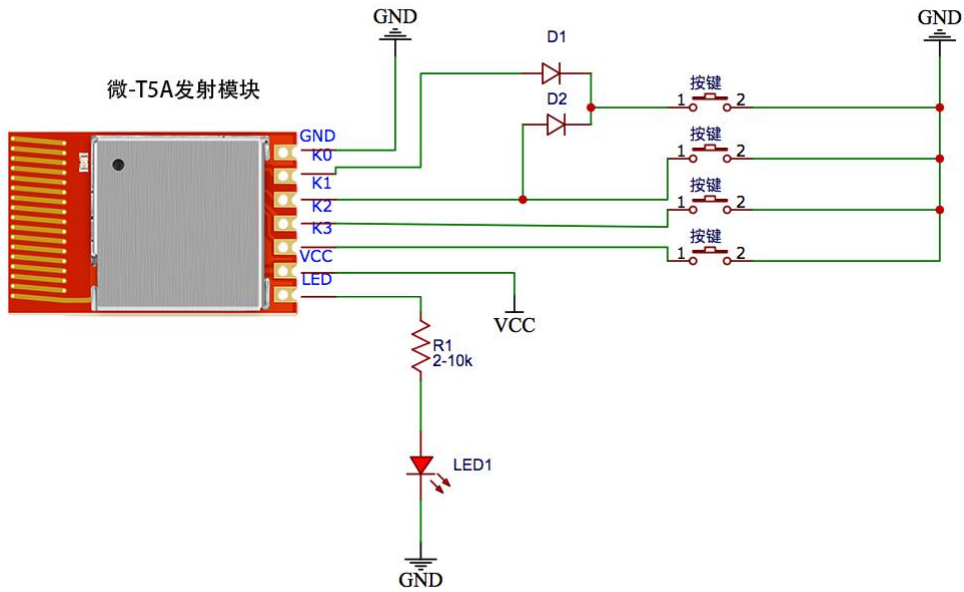 GND
GND
D1
微-T5A发射模块
按键
1 2
D2
GND
K0
按键
1 2
K1
K2
按键
1 2
K3
按键
1 2
VCC
LED
VCC
R1
2-10k
LED1
GND